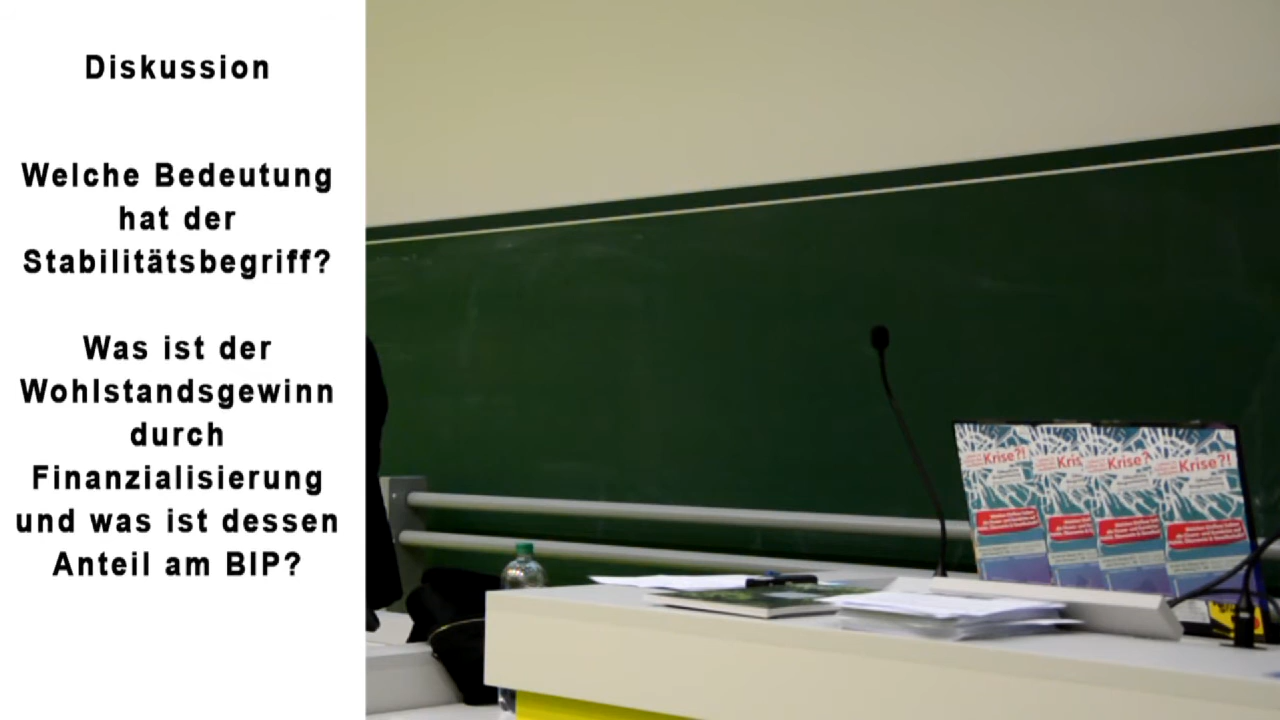 Diskussion
Welche Bedeutung
hat der
Stabilitätsbegriff?
Was ist der
Wohlstandsgewinn
durch
Finanzialisierung
und was ist dessen
Anteil am BIP?
Krise?!
Kris
Krise?
Krise?!